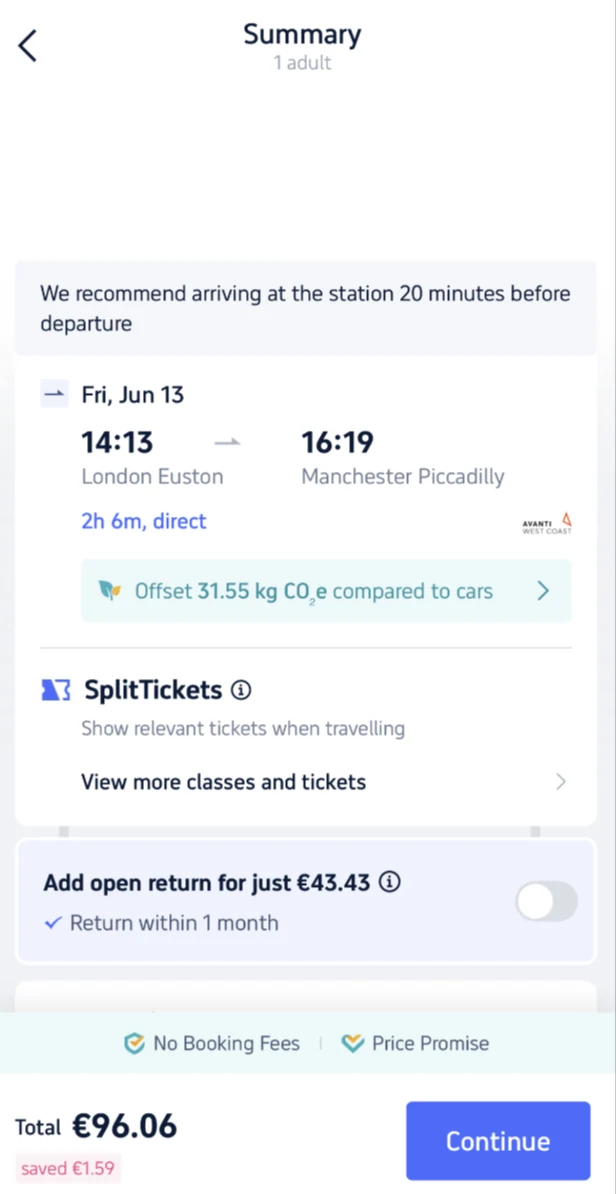 Summary
1 adult
We recommend arriving at the station 20 minutes before
departure
Fri, Jun 13
14:13
16:19
London Euston
Manchester Piccadilly
2h 6m, direct
AVANTI
WEST COAST
Offset 31.55 kg CO₂e compared to cars
SplitTickets
Show relevant tickets when travelling
View more classes and tickets
Add open return for just €43.43
Return within 1 month
No Booking Fees
Price Promise
Total €96.06
saved €1.59
Continue